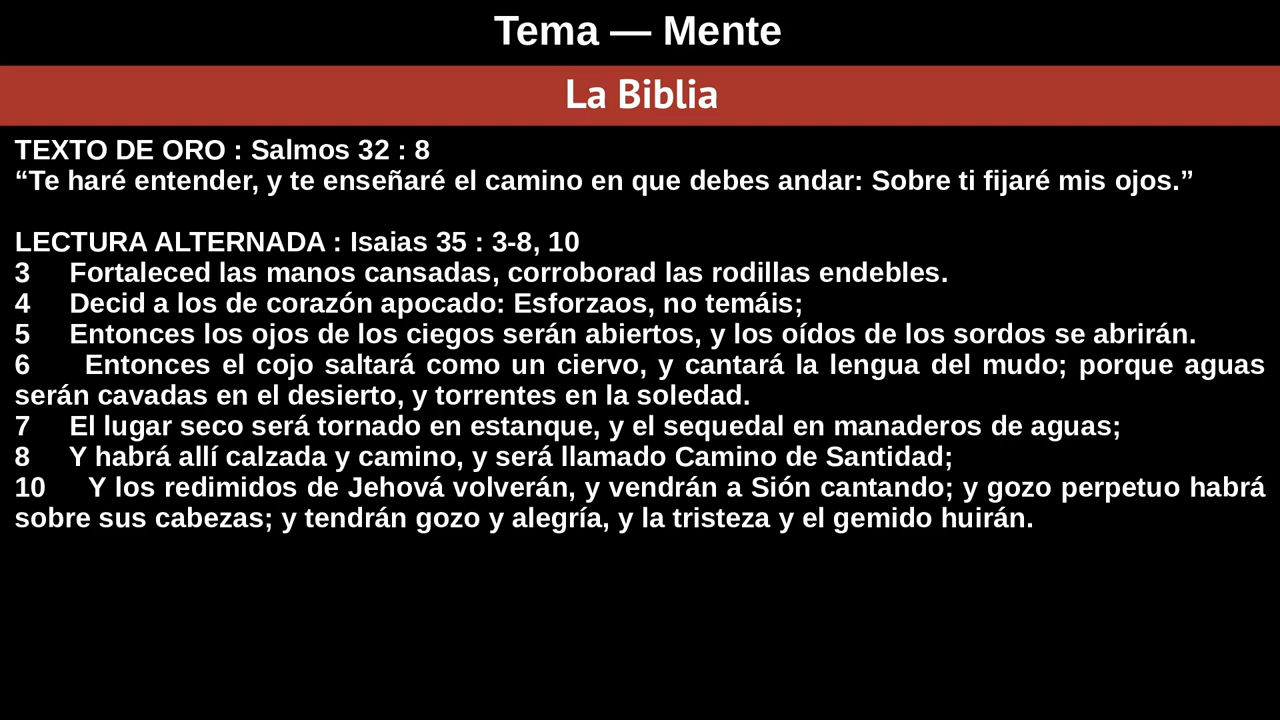 Tema — Mente
La Biblia
TEXTO DE ORO : Salmos 32 : 8
“Te haré entender, y te enseñaré el camino en que debes andar: Sobre ti fijaré mis ojos.”
LECTURA ALTERNADA : Isaias 35 : 3-8, 10
3 Fortaleced las manos cansadas, corroborad las rodillas endebles.
4 Decid a los de corazón apocado: Esforzaos, no temáis;
5 Entonces los ojos de los ciegos serán abiertos, y los oídos de los sordos se abrirán.
6 Entonces el cojo saltará como un ciervo, y cantará la lengua del mudo; porque aguas
serán cavadas en el desierto, y torrentes en la soledad.
7 El lugar seco será tornado en estanque, y el sequedal en manaderos de aguas;
8 Y habrá allí calzada y camino, y será llamado Camino de Santidad;
10 Y los redimidos de Jehová volverán, y vendrán a Sión cantando; y gozo perpetuo habrá
sobre sus cabezas; y tendrán gozo y alegría, y la tristeza y el gemido huirán.